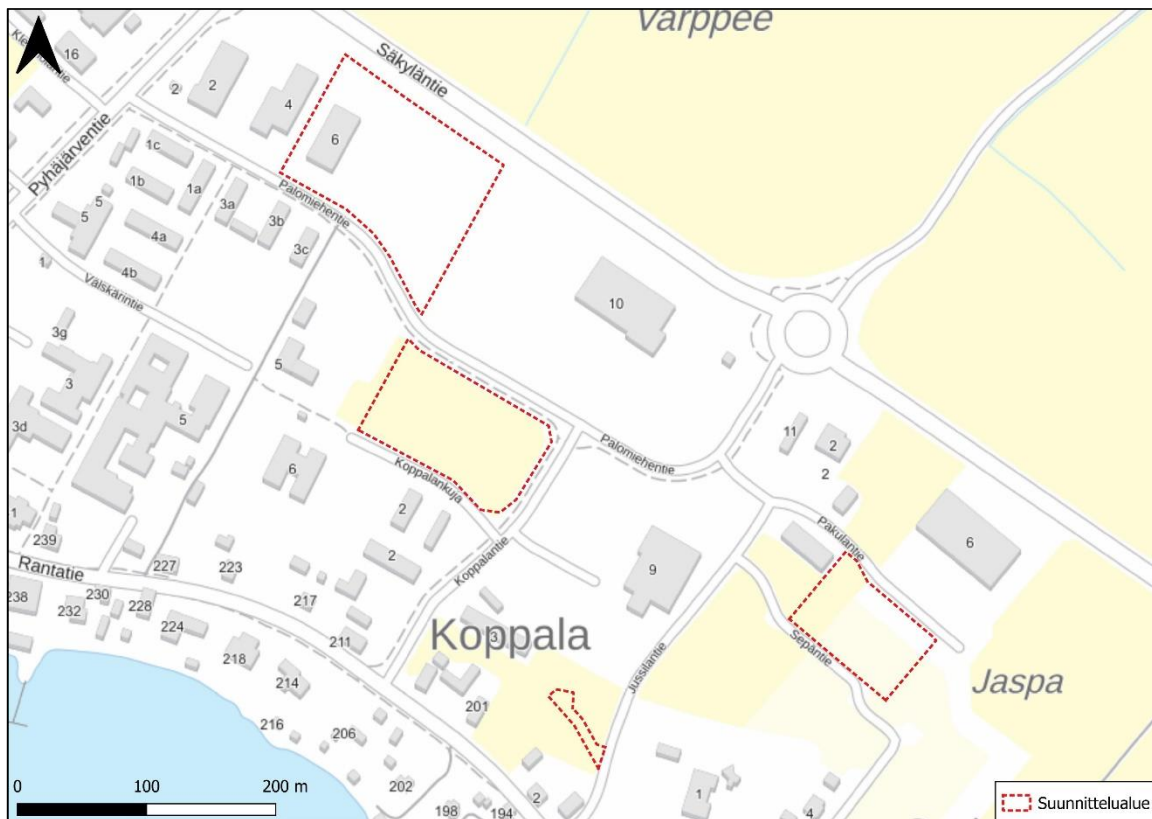 Varppee
Säkyläntie
16
2
2
4
6
Pyhäjärventie
Palomiehentie
1c
1b
1a
3a
3b
3c
5
5
4a
4b
1
Välskärintie
10
3g
3
5
5
3d
6
Koppalankuja
Palomiehentie
11
2
2
Pakulantie
6
1
239
2
2
9
Rantatie
227
223
Koppalantie
238
232
230
228
224
217
211
218
214
Koppala
3
Sepäntie
Jussilantie
Jaspa
216
206
201
202
198
194
2
1
4
0 100 200 m
Suunnittelualue